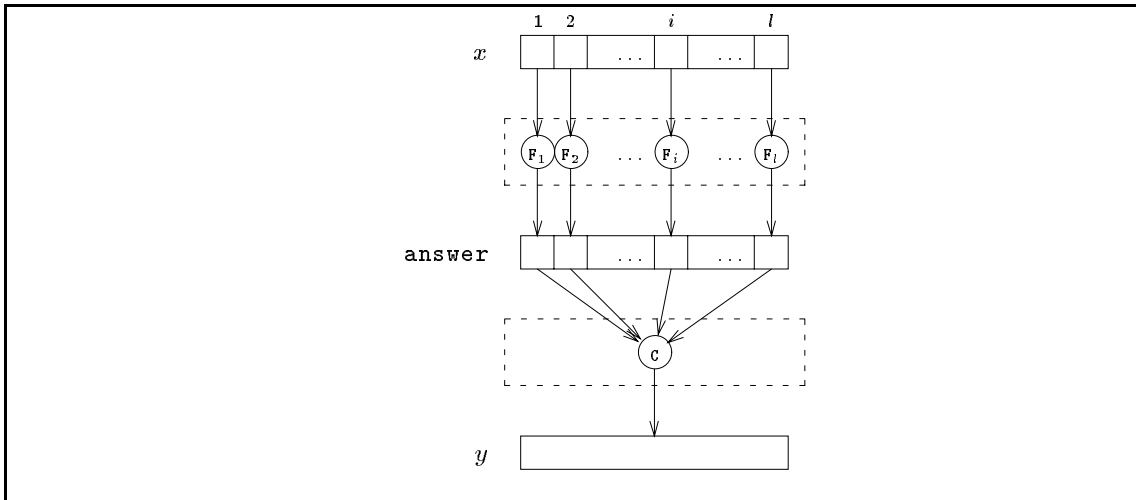 1 2 i l
x ... ...
F₁ F₂ ... Fᵢ ... Fₗ
answer ... ...
C
y